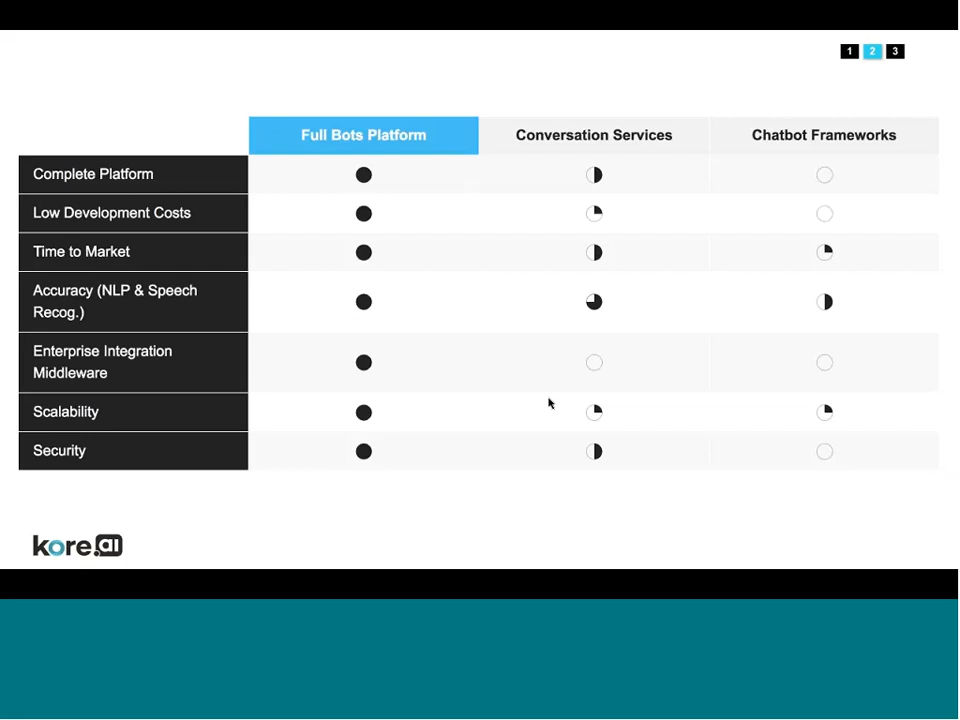 1 2 3
Full Bots Platform Conversation Services Chatbot Frameworks
Complete Platform
Low Development Costs
Time to Market
Accuracy (NLP & Speech
Recog.)
Enterprise Integration
Middleware
Scalability
Security
kore.ai